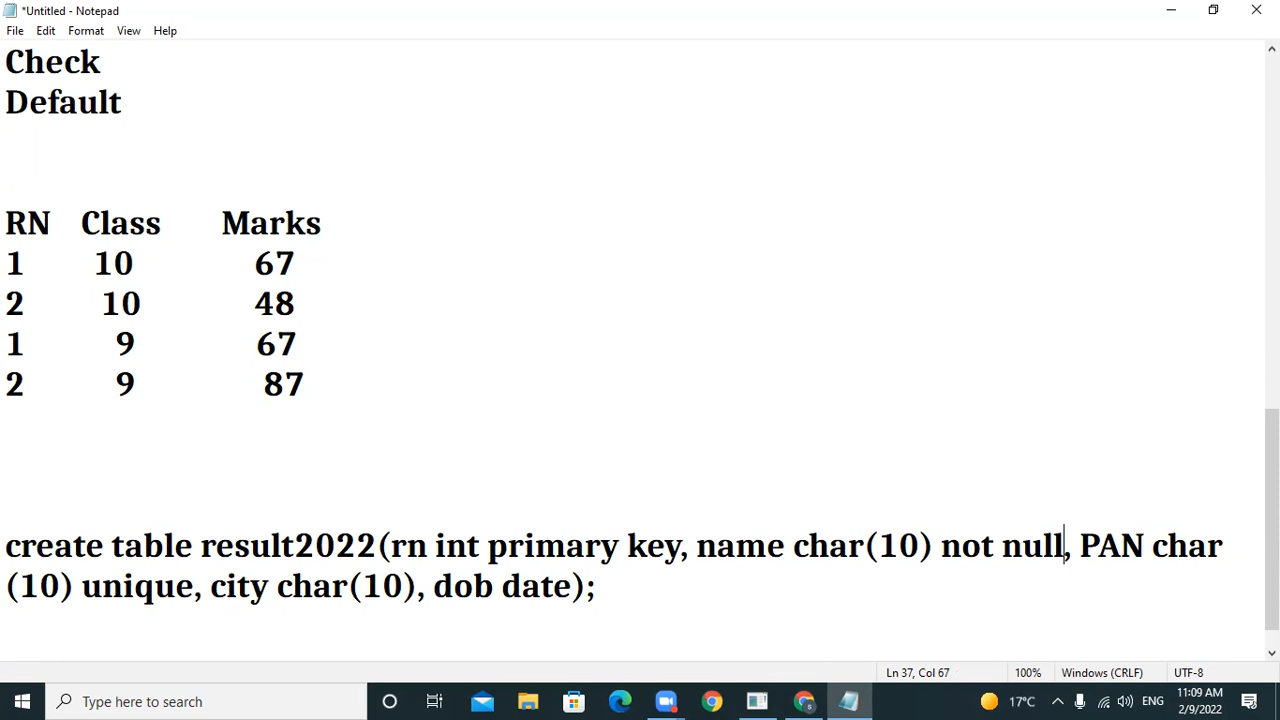 *Untitled - Notepad
File Edit Format View Help
Check
Default
RN Class Marks
1 10 67
2 10 48
1 9 67
2 9 87
create table result2022(rn int primary key, name char(10) not null, PAN char
(10) unique, city char(10), dob date);
Ln 37, Col 67 100% Windows (CRLF) UTF-8
Type here to search 17°C ENG 11:09 AM
2/9/2022